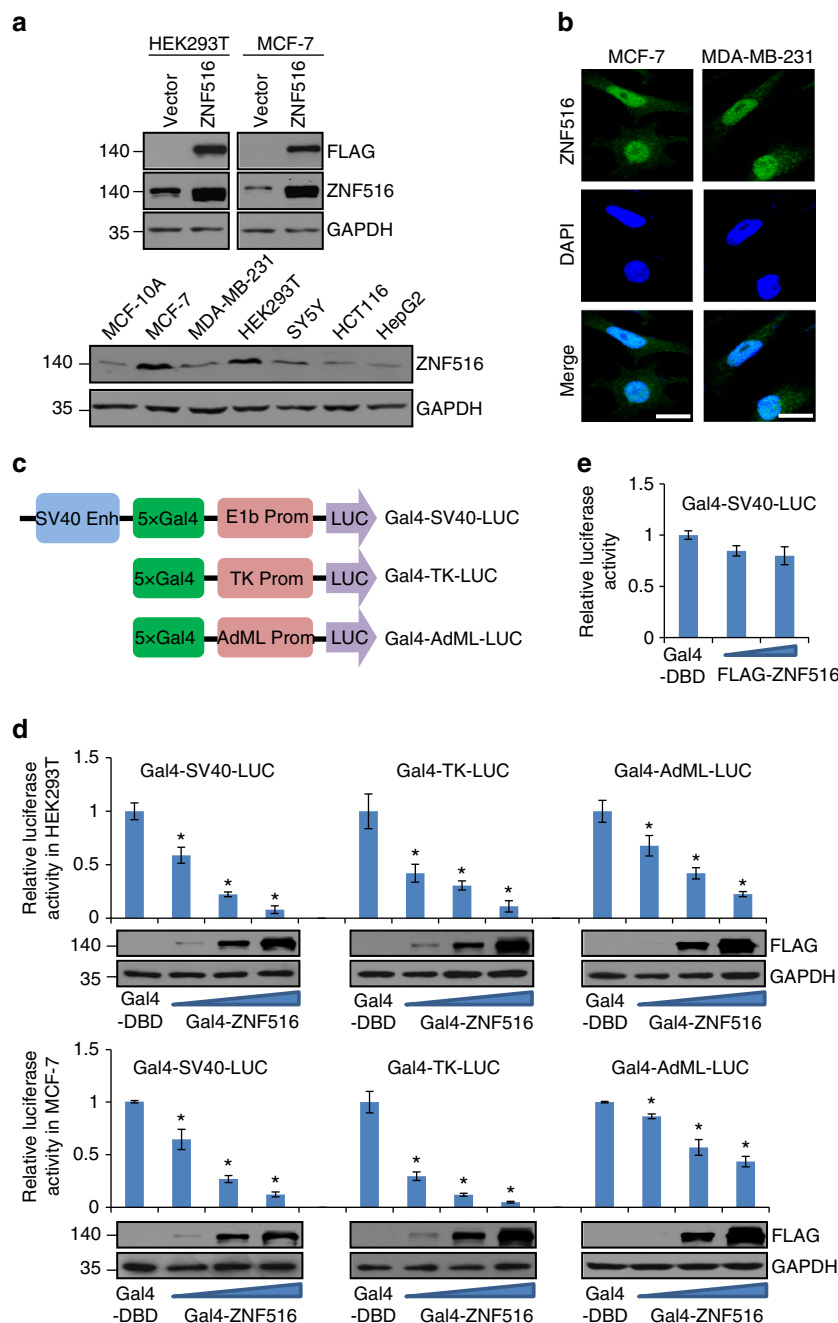 a
HEK293T MCF-7
Vector ZNF516 Vector ZNF516
140 FLAG
140 ZNF516
35 GAPDH
MCF-10A MCF-7 MDA-MB-231 HEK293T SY5Y HCT116 HepG2
140 ZNF516
35 GAPDH
b
MCF-7 MDA-MB-231
ZNF516
DAPI
Merge
c
SV40 Enh 5×Gal4 E1b Prom LUC Gal4-SV40-LUC
5×Gal4 TK Prom LUC Gal4-TK-LUC
5×Gal4 AdML Prom LUC Gal4-AdML-LUC
e
Relative luciferase
activity
1.5
1
0.5
0
Gal4-SV40-LUC
Gal4
-DBD
FLAG-ZNF516
d
Relative luciferase
activity in HEK293T
1.5
1
0.5
0
Gal4-SV40-LUC Gal4-TK-LUC Gal4-AdML-LUC
* * * * * * * * *
140 FLAG
35 GAPDH
Gal4 Gal4 Gal4
-DBD Gal4-ZNF516 -DBD Gal4-ZNF516 -DBD Gal4-ZNF516
Relative luciferase
activity in MCF-7
1.5
1
0.5
0
Gal4-SV40-LUC Gal4-TK-LUC Gal4-AdML-LUC
* * * * * * * * *
140 FLAG
35 GAPDH
Gal4 Gal4 Gal4
-DBD Gal-ZNF516 -DBD Gal-ZNF516 -DBD Gal-ZNF516